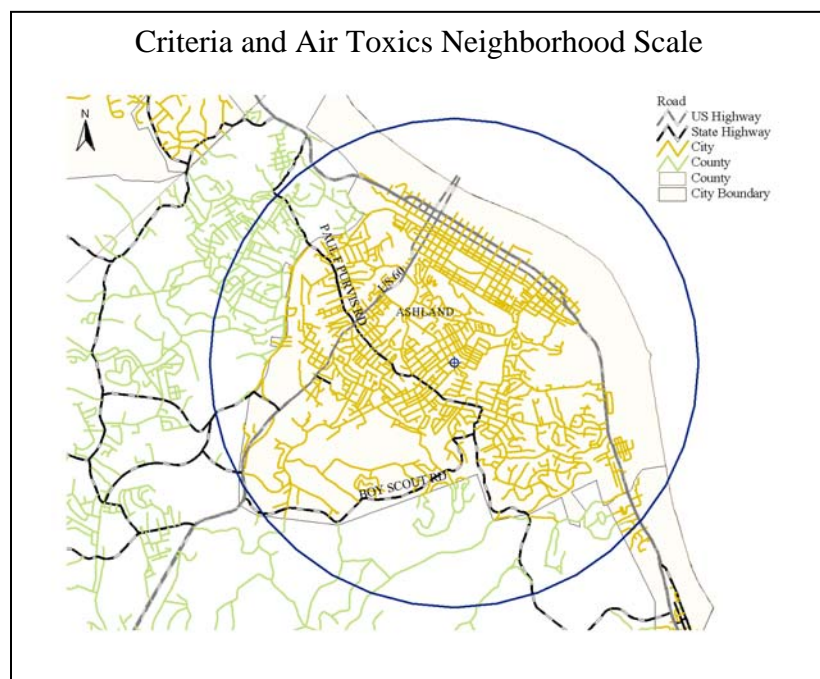 Criteria and Air Toxics Neighborhood Scale
N
Road
US Highway
State Highway
City
County
County
City Boundary
PAUL F PURVIS RD
US 60
ASHLAND
BOY SCOUT RD